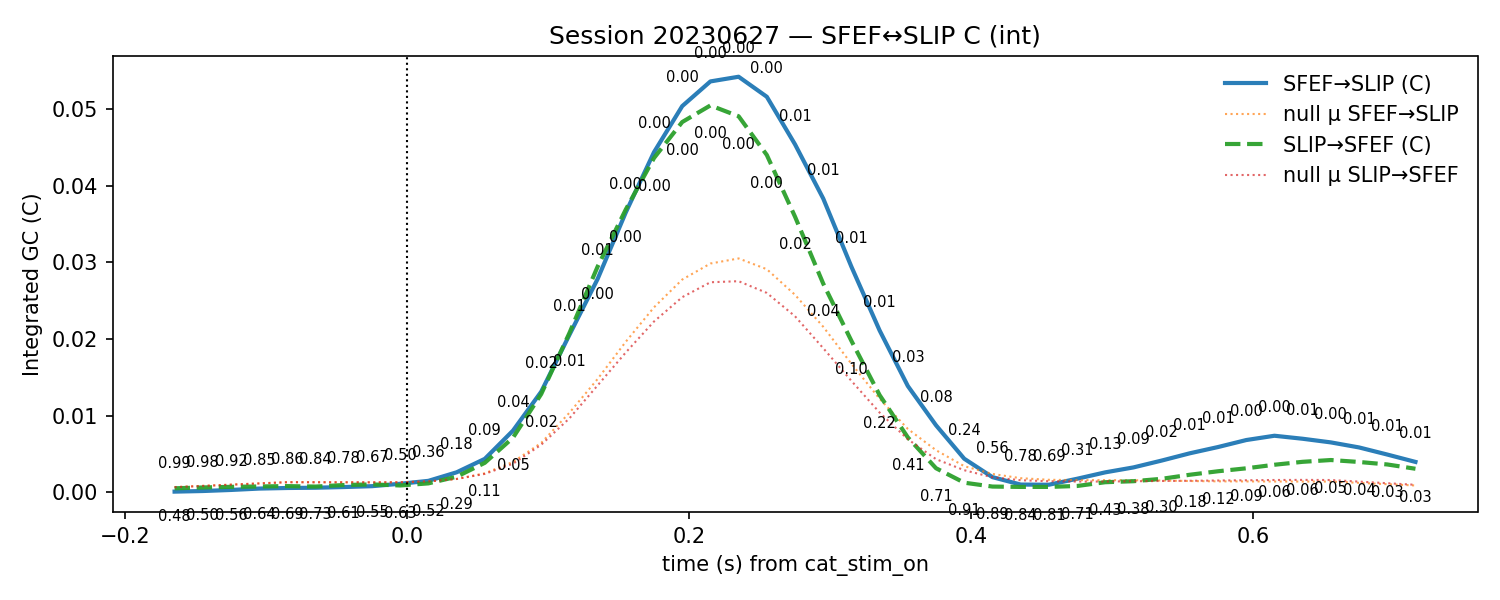 Session 20230627 — SFEF↔SLIP C (int)
SFEF→SLIP (C)
null μ SFEF→SLIP
SLIP→SFEF (C)
null μ SLIP→SFEF
Integrated GC (C)
0.05
0.04
0.03
0.02
0.01
0.00
0.99 0.98 0.92 0.85 0.86 0.84 0.78 0.67 0.50 0.36 0.18 0.09 0.04 0.02 0.01 0.01 0.00 0.00 0.00 0.00 0.00 0.00 0.01 0.01 0.01 0.01 0.03 0.08 0.24 0.56 0.78 0.69 0.31 0.13 0.09 0.02 0.01 0.01 0.00 0.00 0.01 0.00 0.01 0.01 0.01
0.48 0.50 0.56 0.64 0.69 0.73 0.61 0.55 0.63 0.52 0.29 0.11 0.05 0.02 0.01 0.00 0.00 0.00 0.00 0.00 0.00 0.00 0.02 0.04 0.10 0.22 0.41 0.71 0.91 0.89 0.84 0.81 0.71 0.43 0.38 0.30 0.18 0.12 0.09 0.06 0.06 0.05 0.04 0.03 0.03
−0.2 0.0 0.2 0.4 0.6
time (s) from cat_stim_on